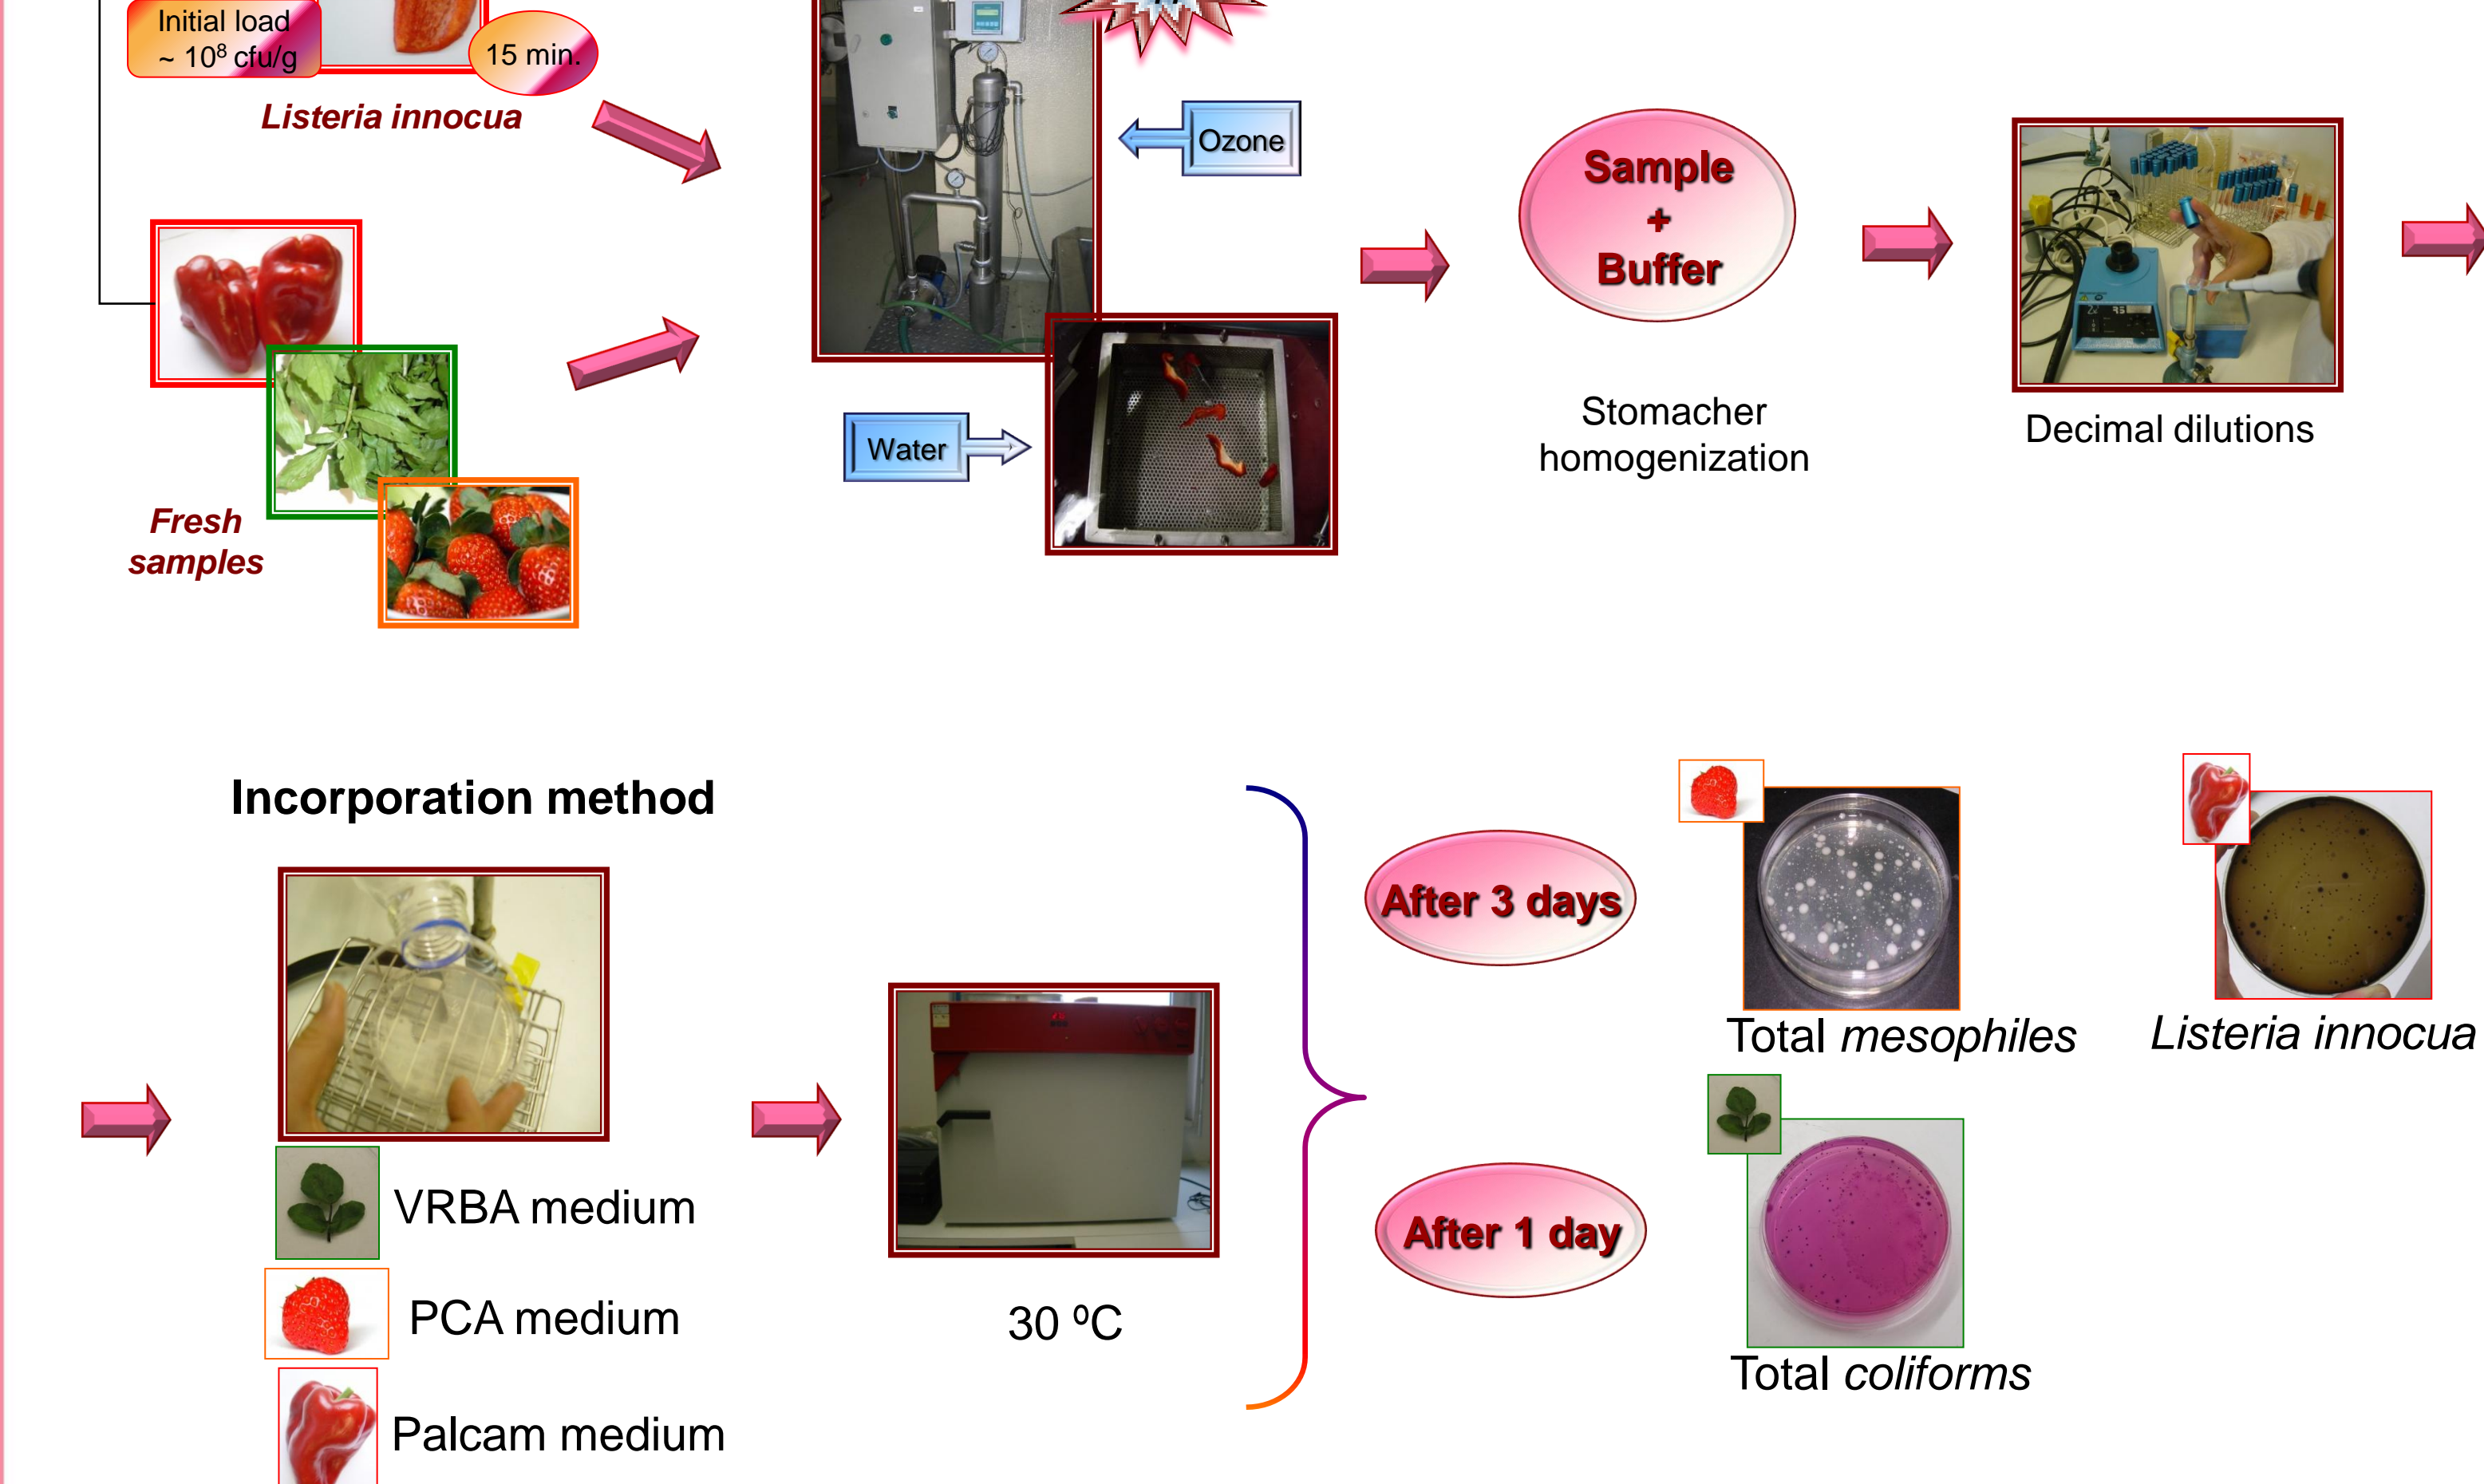 Initial load
~ 10⁸ cfu/g
15 min.
Listeria innocua
Ozone
Water
Fresh
samples
Sample
+
Buffer
Stomacher
homogenization
Decimal dilutions
Incorporation method
VRBA medium
PCA medium
Palcam medium
30 ºC
After 3 days
Total mesophiles
Listeria innocua
After 1 day
Total coliforms